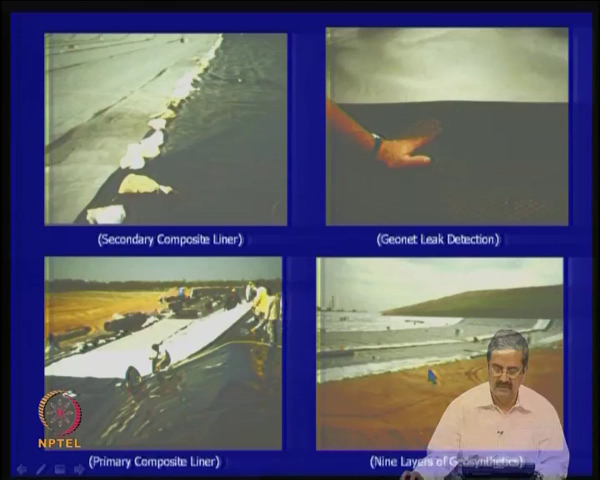 (Secondary Composite Liner)
(Geonet Leak Detection)
(Primary Composite Liner)
(Nine Layers of Geosynthetics)
NPTEL